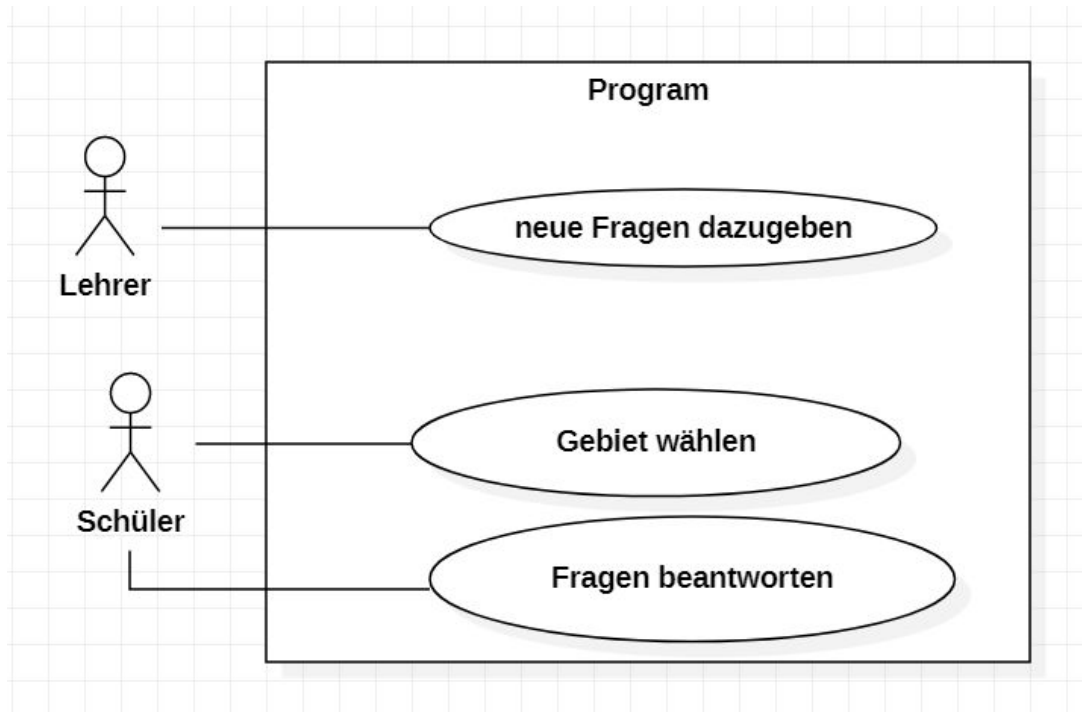 Program
neue Fragen dazugeben
Lehrer
Gebiet wählen
Schüler
Fragen beantworten